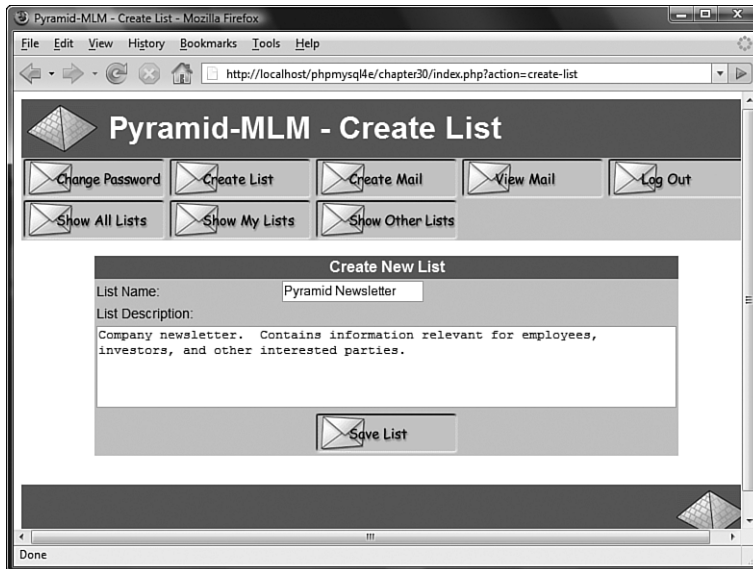 Pyramid-MLM - Create List - Mozilla Firefox
File Edit View History Bookmarks Tools Help
http://localhost/phpmysql4e/chapter30/index.php?action=create-list
Pyramid-MLM - Create List
Change Password Create List Create Mail View Mail Log Out
Show All Lists Show My Lists Show Other Lists
Create New List
List Name: Pyramid Newsletter
List Description:
Company newsletter.  Contains information relevant for employees,
investors, and other interested parties.
Save List
Done